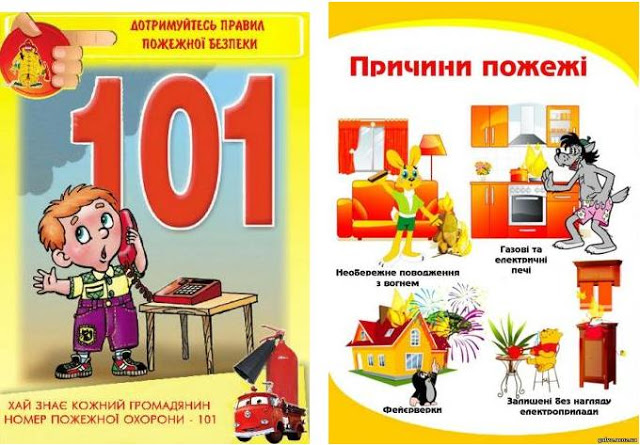 ДОТРИМУЙТЕСЬ ПРАВИЛ
ПОЖЕЖНОЇ БЕЗПЕКИ
101
ХАЙ ЗНАЄ КОЖНИЙ ГРОМАДЯНИН
НОМЕР ПОЖЕЖНОЇ ОХОРОНИ - 101
Причини пожежі
Необережне поводження
з вогнем
Газові та
електричні
печі
Фейєрверки
Залишені без нагляду
електроприлади